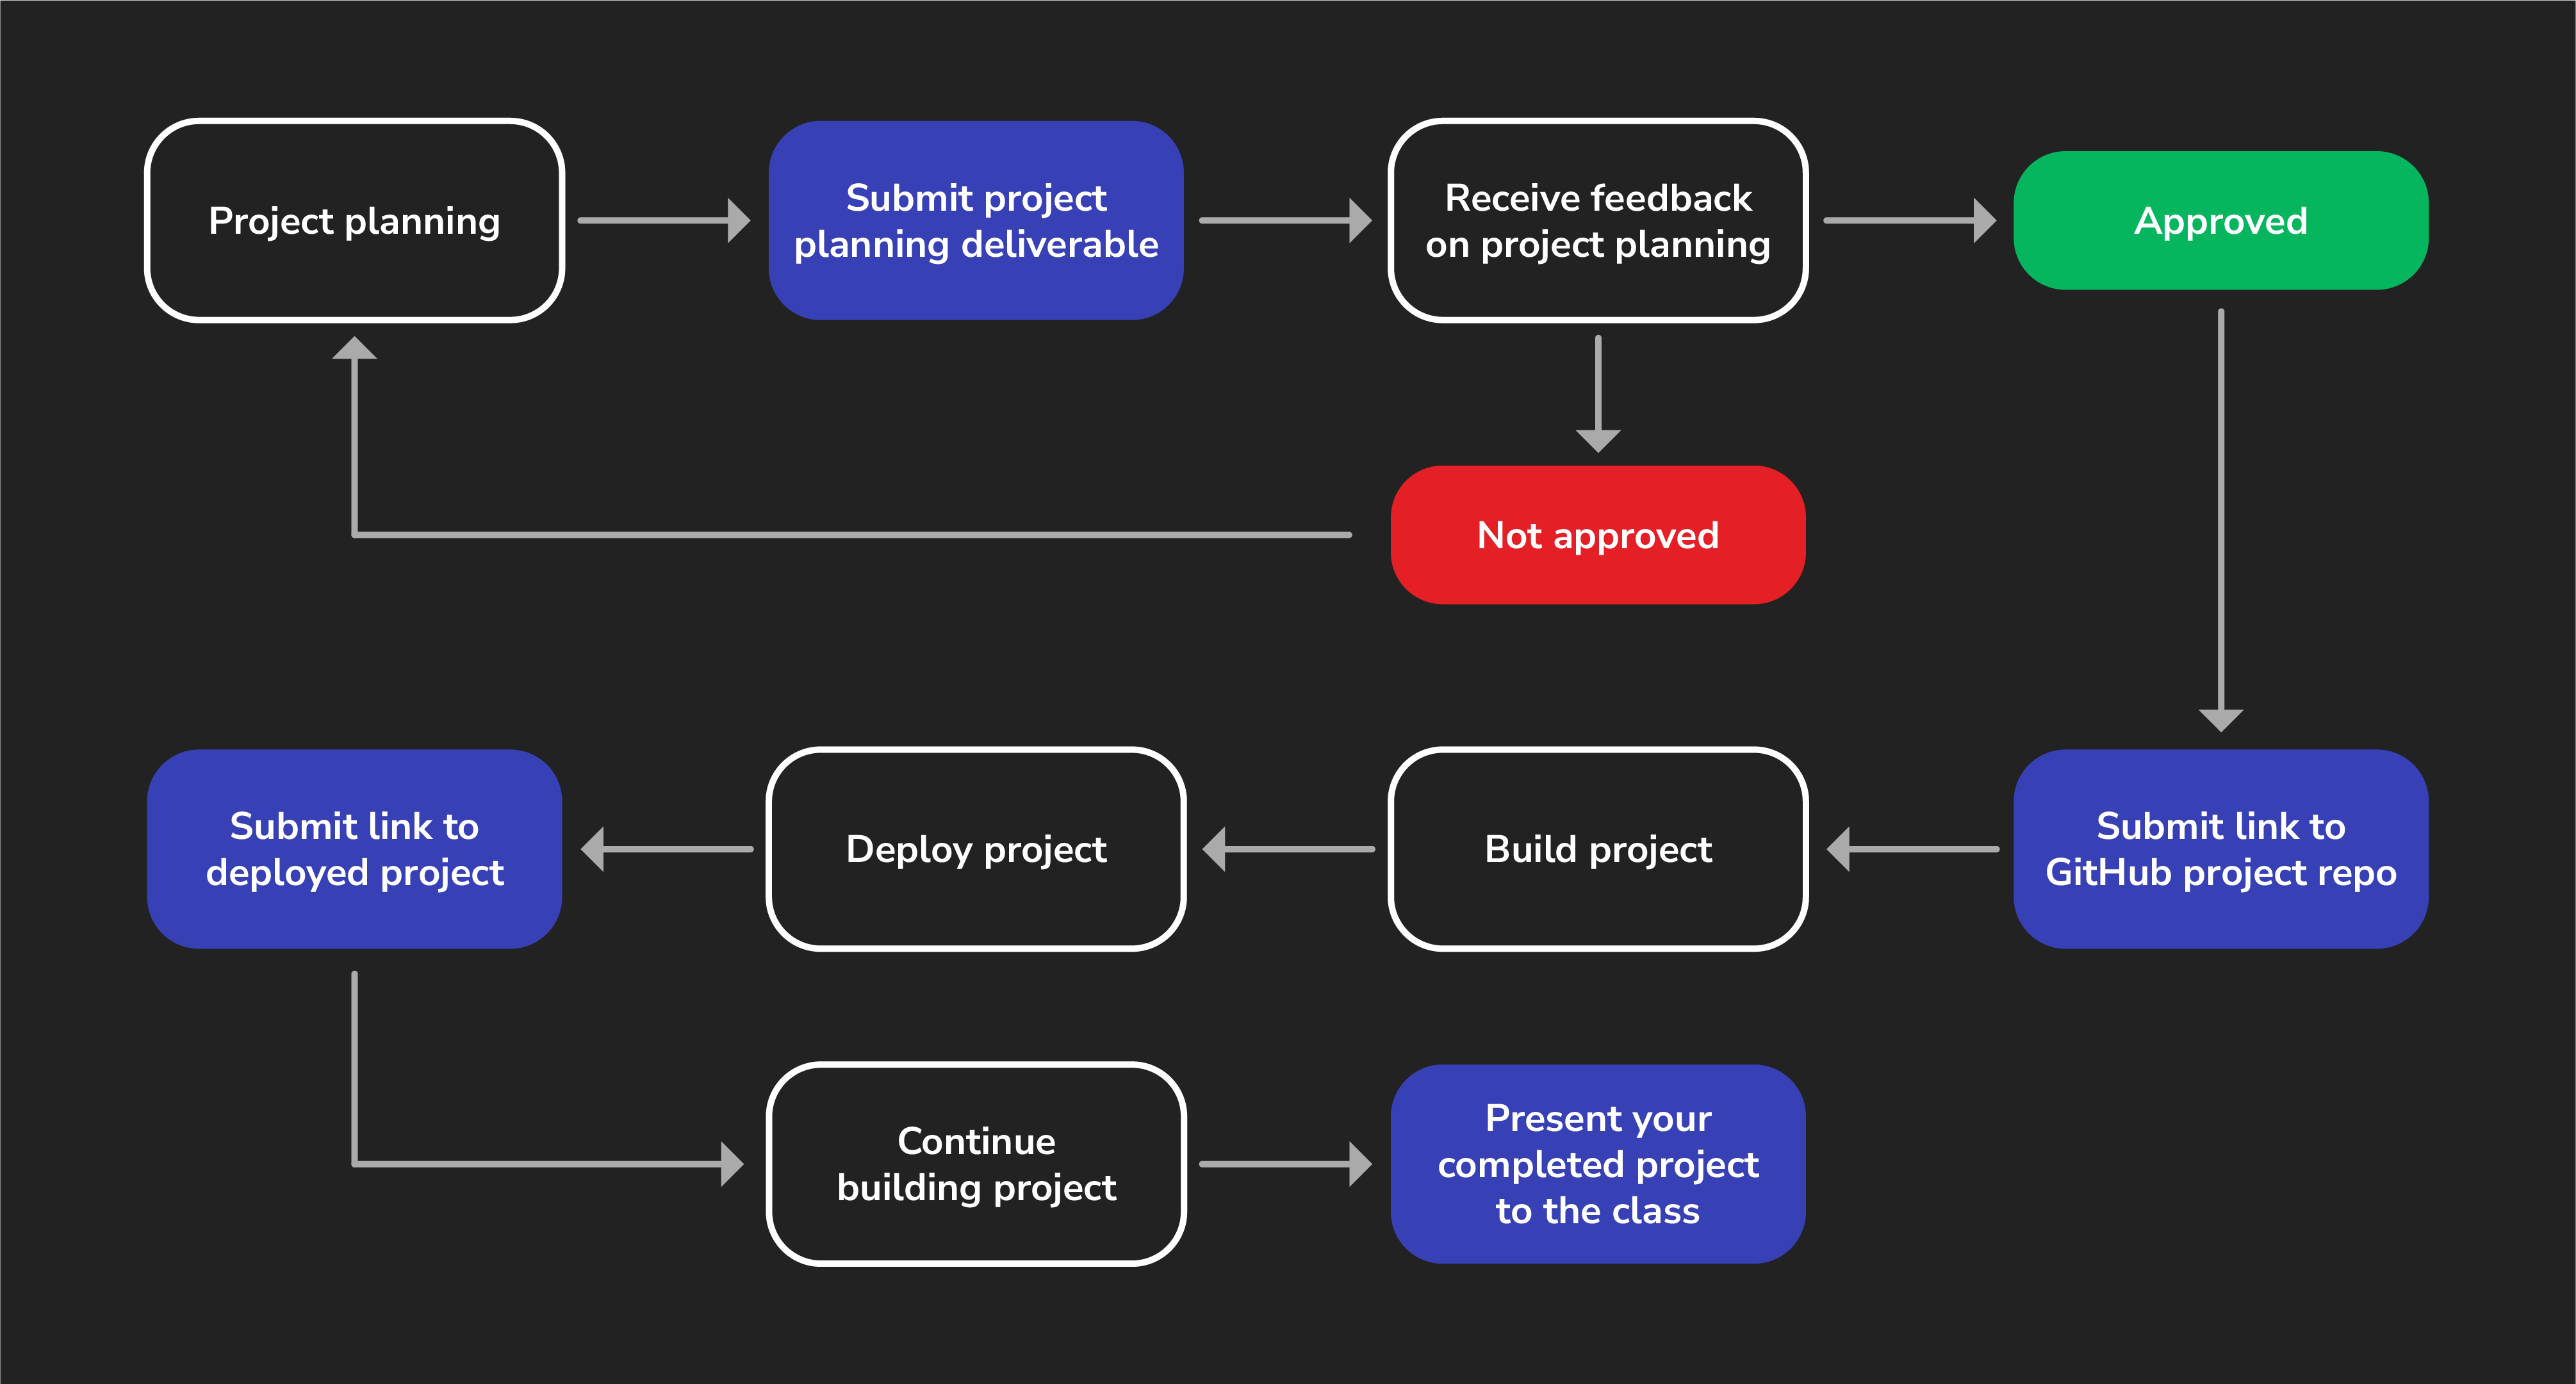 Project planning
Submit project
planning deliverable
Receive feedback
on project planning
Approved
Not approved
Submit link to
GitHub project repo
Build project
Deploy project
Submit link to
deployed project
Continue
building project
Present your
completed project
to the class